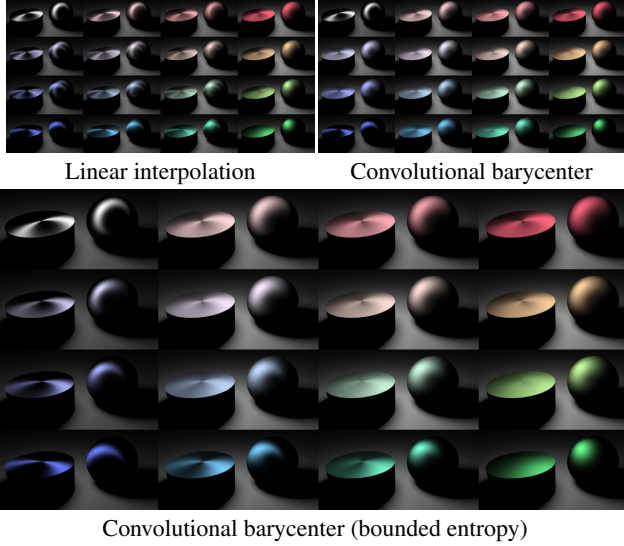 Linear interpolation
Convolutional barycenter
Convolutional barycenter (bounded entropy)